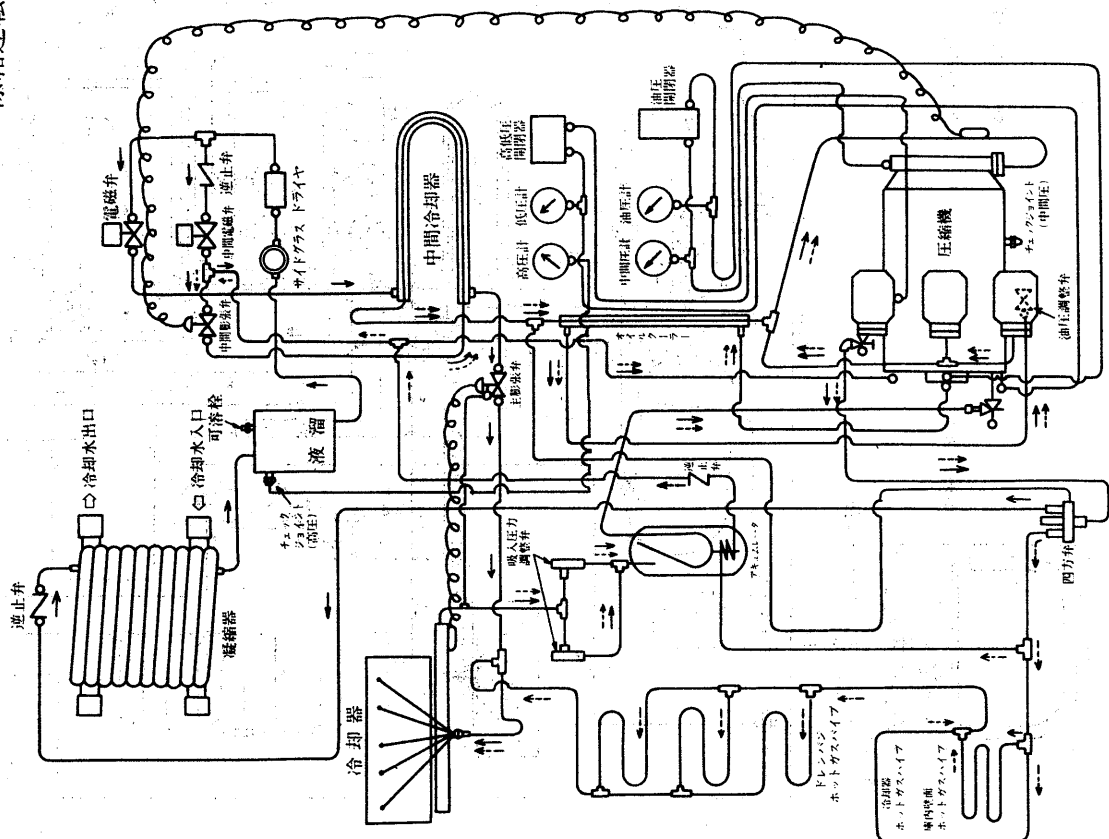 電磁弁
逆止弁
中間電磁弁
ドライヤ
サイドグラス
中間膨張弁
中間冷却器
高低圧
開閉器
油圧
開閉器
低圧計
高圧計
油圧計
中間圧計
圧縮機
チェックジョイント
(中間圧)
油圧調整弁
オイルクーラー
主膨張弁
冷却水出口
冷却水入口
可溶栓
液溜
チェック
ジョイント
(高圧)
逆止弁
凝縮器
逆止弁
吸入圧力
調整弁
アキュムレータ
四方弁
冷却器
ドレンパン
ホットガスパイプ
冷却器
ホットガスパイプ
庫内壁面
ホットガスパイプ